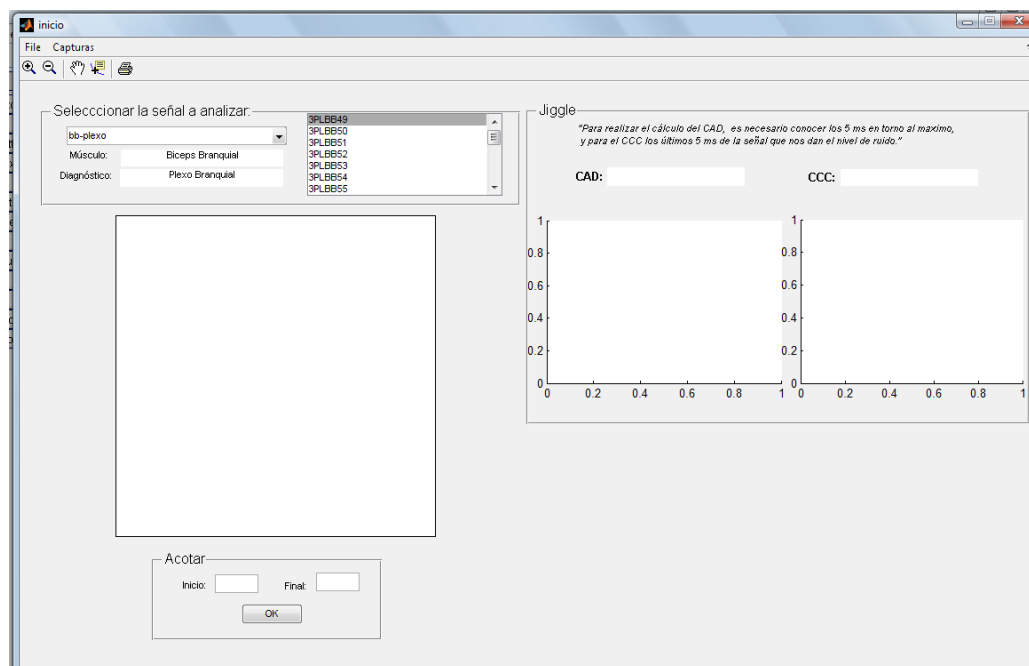 inicio
File Capturas
Selecccionar la señal a analizar:
bb-plexo
Músculo: Biceps Branquial
Diagnóstico: Plexo Branquial
3PLBB49
3PLBB50
3PLBB51
3PLBB52
3PLBB53
3PLBB54
3PLBB55
Jiggle
"Para realizar el cálculo del CAD, es necesario conocer los 5 ms en torno al maximo,
y para el CCC los últimos 5 ms de la señal que nos dan el nivel de ruido."
CAD: CCC:
1
0.8
0.6
0.4
0.2
0
0 0.2 0.4 0.6 0.8 1
1
0.8
0.6
0.4
0.2
0
0 0.2 0.4 0.6 0.8 1
Acotar
Inicio: Final:
OK